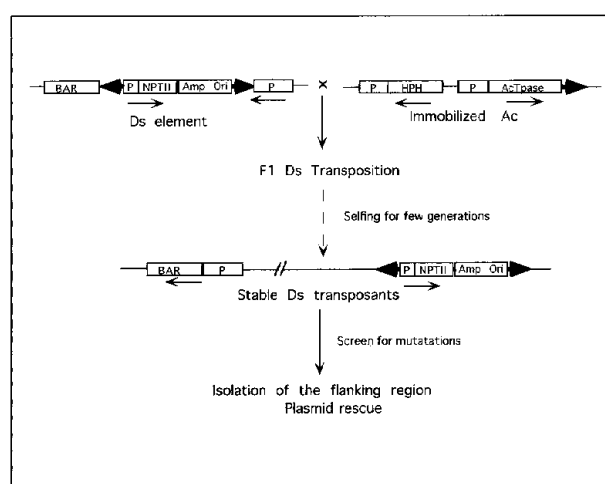 BAR P NPTII Amp Ori P × P HPH P AcTpase
Ds element
Immobilized Ac
F1 Ds Transposition
Selfing for few generations
BAR P // P NPTII Amp Ori
Stable Ds transposants
Screen for mutatations
Isolation of the flanking region
Plasmid rescue